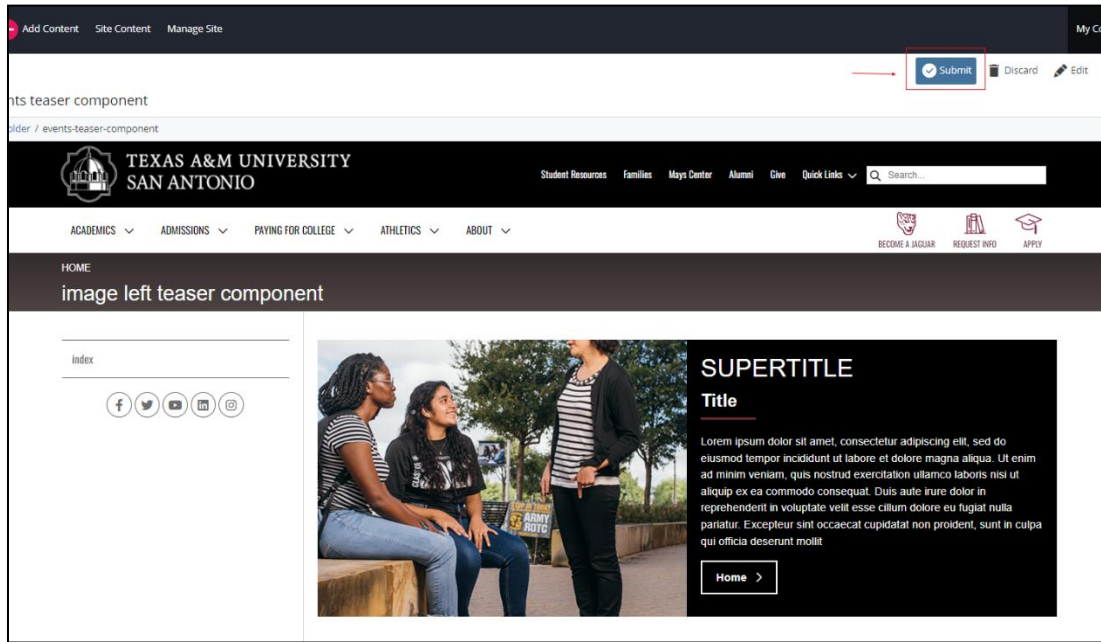 Add Content Site Content Manage Site My Co
Submit Discard Edit
nts teaser component
older / events-teaser-component
TEXAS A&M UNIVERSITY
SAN ANTONIO
Student Resources Families Mays Center Alumni Give Quick Links Search...
ACADEMICS ADMISSIONS PAYING FOR COLLEGE ATHLETICS ABOUT
BECOME A JAGUAR REQUEST INFO APPLY
HOME
image left teaser component
index
CLASS OF
ARMY
ROTC
SUPERTITLE
Title
Lorem ipsum dolor sit amet, consectetur adipiscing elit, sed do
eiusmod tempor incididunt ut labore et dolore magna aliqua. Ut enim
ad minim veniam, quis nostrud exercitation ullamco laboris nisi ut
aliquip ex ea commodo consequat. Duis aute irure dolor in
reprehenderit in voluptate velit esse cillum dolore eu fugiat nulla
pariatur. Excepteur sint occaecat cupidatat non proident, sunt in culpa
qui officia deserunt mollit
Home